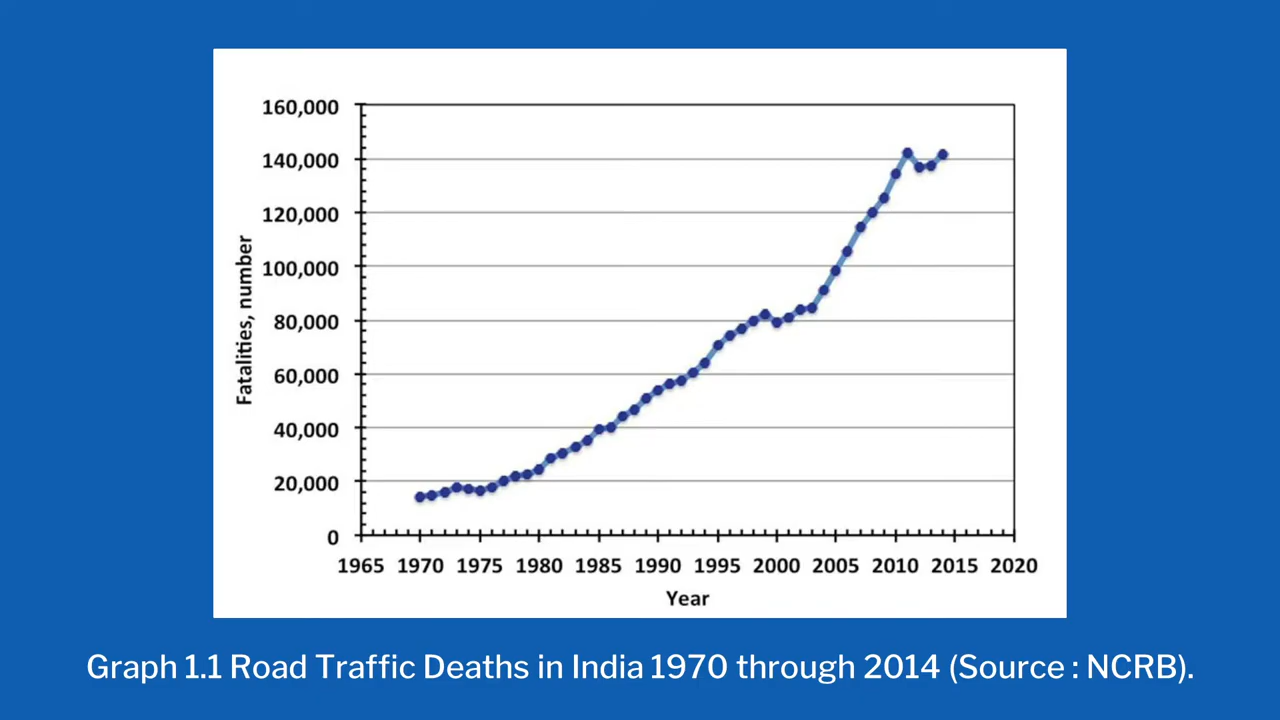 160,000
140,000
120,000
100,000
80,000
60,000
40,000
20,000
0
Fatalities, number
1965 1970 1975 1980 1985 1990 1995 2000 2005 2010 2015 2020
Year
Graph 1.1 Road Traffic Deaths in India 1970 through 2014 (Source : NCRB).